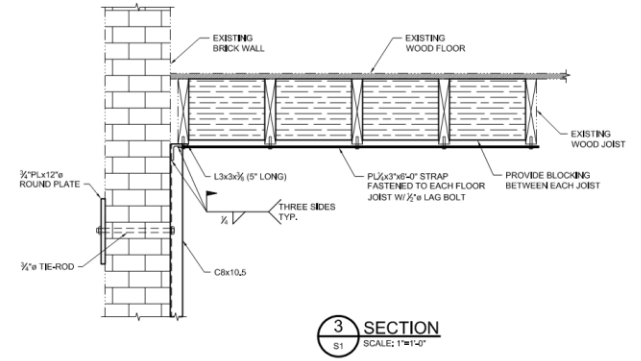 EXISTING
BRICK WALL
EXISTING
WOOD FLOOR
EXISTING
WOOD JOIST
¾"PLx12"ø
ROUND PLATE
L3x3x⅜ (5" LONG)
PL¼x3"x6'-0" STRAP
FASTENED TO EACH FLOOR
JOIST W/ ½"ø LAG BOLT
PROVIDE BLOCKING
BETWEEN EACH JOIST
THREE SIDES
TYP.
¼
¾"ø TIE-ROD
C8x10.5
3
S1
SECTION
SCALE: 1"=1'-0"